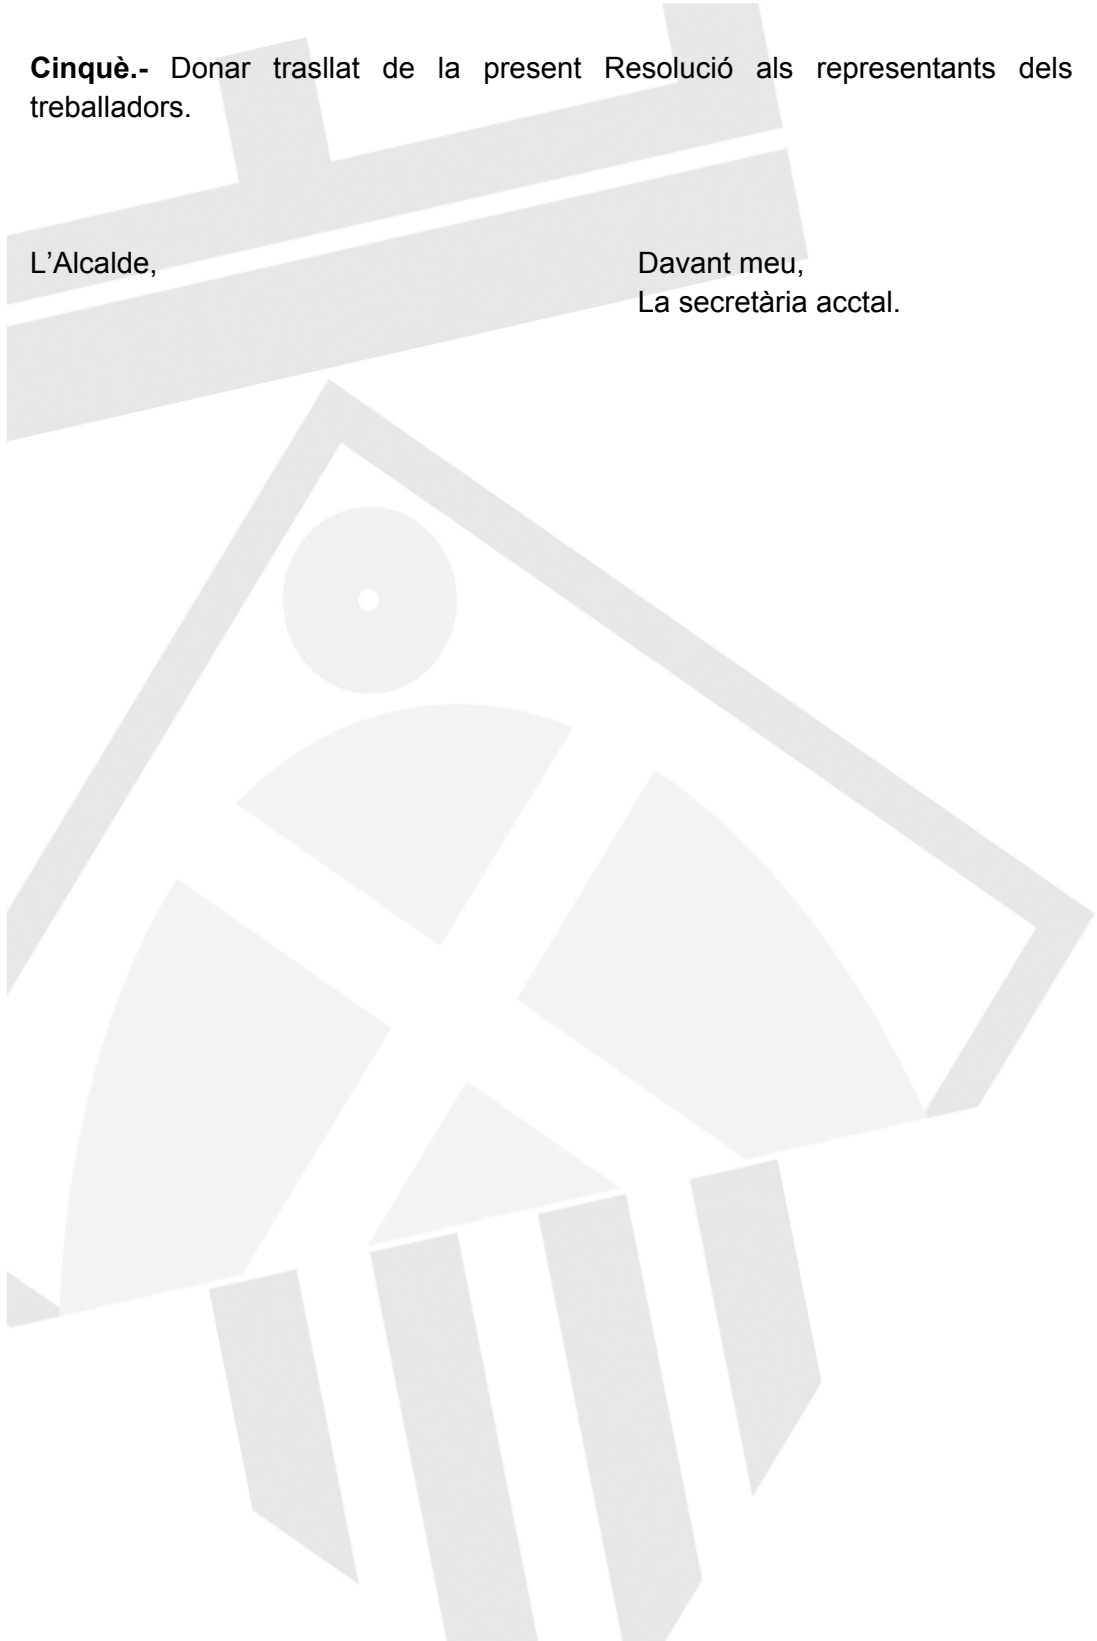 Cinquè.- Donar trasllat de la present Resolució als representants dels
treballadors.
L’Alcalde,
Davant meu,
La secretària acctal.